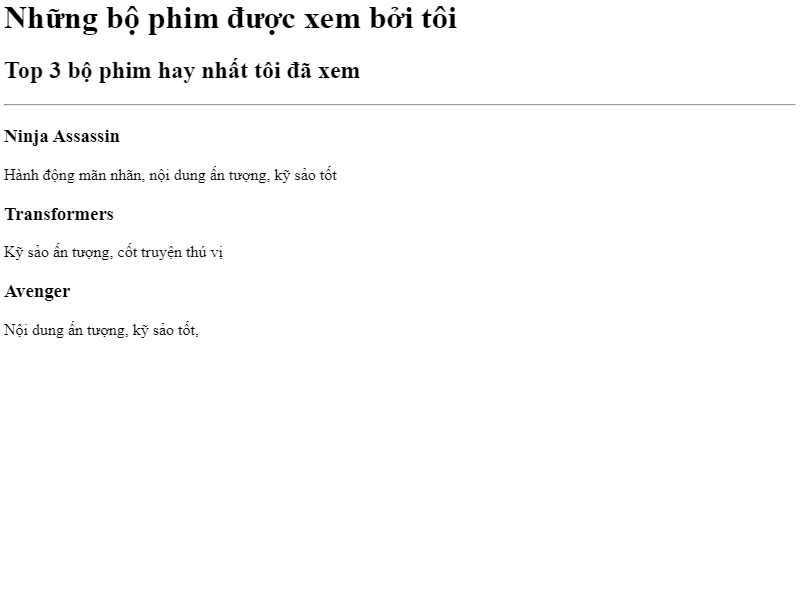 Những bộ phim được xem bởi tôi
Top 3 bộ phim hay nhất tôi đã xem
Ninja Assassin
Hành động mãn nhãn, nội dung ấn tượng, kỹ sảo tốt
Transformers
Kỹ sảo ấn tượng, cốt truyện thú vị
Avenger
Nội dung ấn tượng, kỹ sảo tốt,